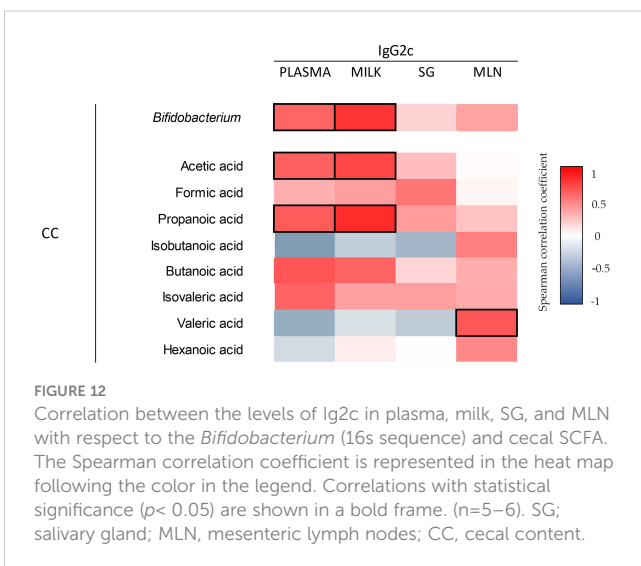 IgG2c
PLASMA MILK SG MLN
Bifidobacterium
Acetic acid
Formic acid
Propanoic acid
Isobutanoic acid
Butanoic acid
Isovaleric acid
Valeric acid
Hexanoic acid
CC
Spearman correlation coefficient
1
0.5
0
-0.5
-1
FIGURE 12
Correlation between the levels of Ig2c in plasma, milk, SG, and MLN
with respect to the Bifidobacterium (16s sequence) and cecal SCFA.
The Spearman correlation coefficient is represented in the heat map
following the color in the legend. Correlations with statistical
significance (p< 0.05) are shown in a bold frame. (n=5–6). SG;
salivary gland; MLN, mesenteric lymph nodes; CC, cecal content.